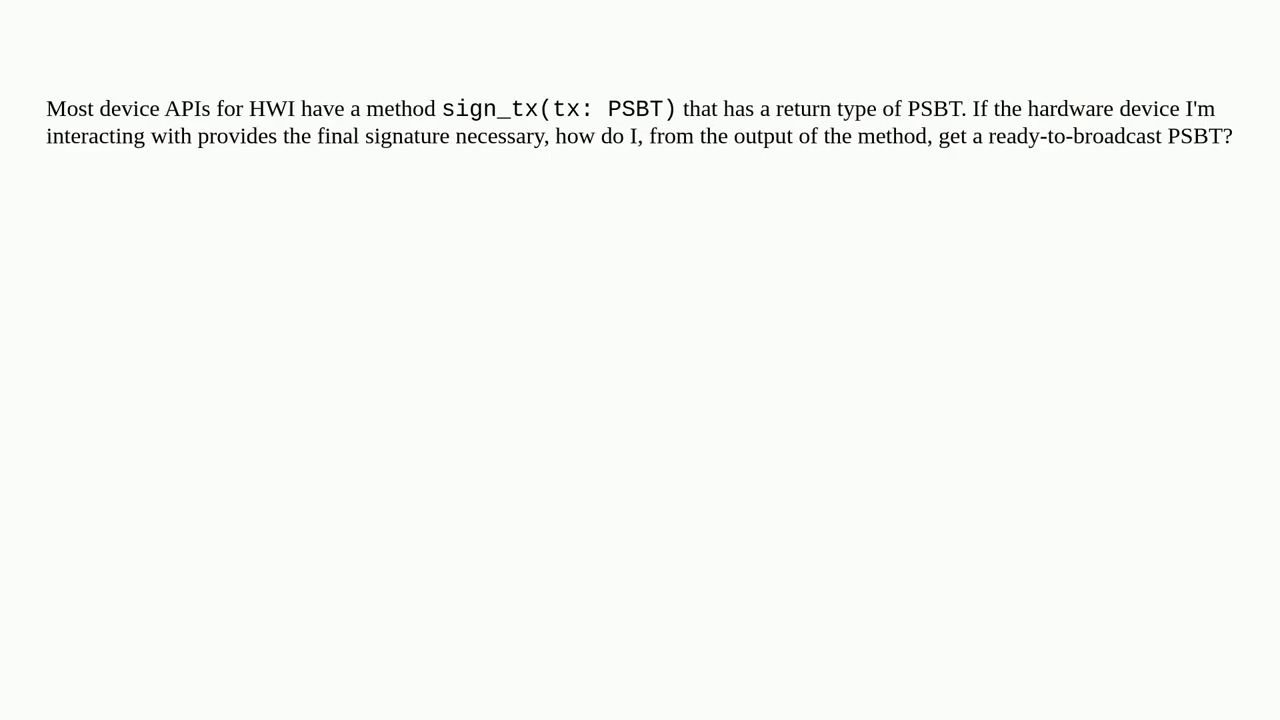 Most device APIs for HWI have a method sign_tx(tx: PSBT) that has a return type of PSBT. If the hardware device I'm
interacting with provides the final signature necessary, how do I, from the output of the method, get a ready-to-broadcast PSBT?